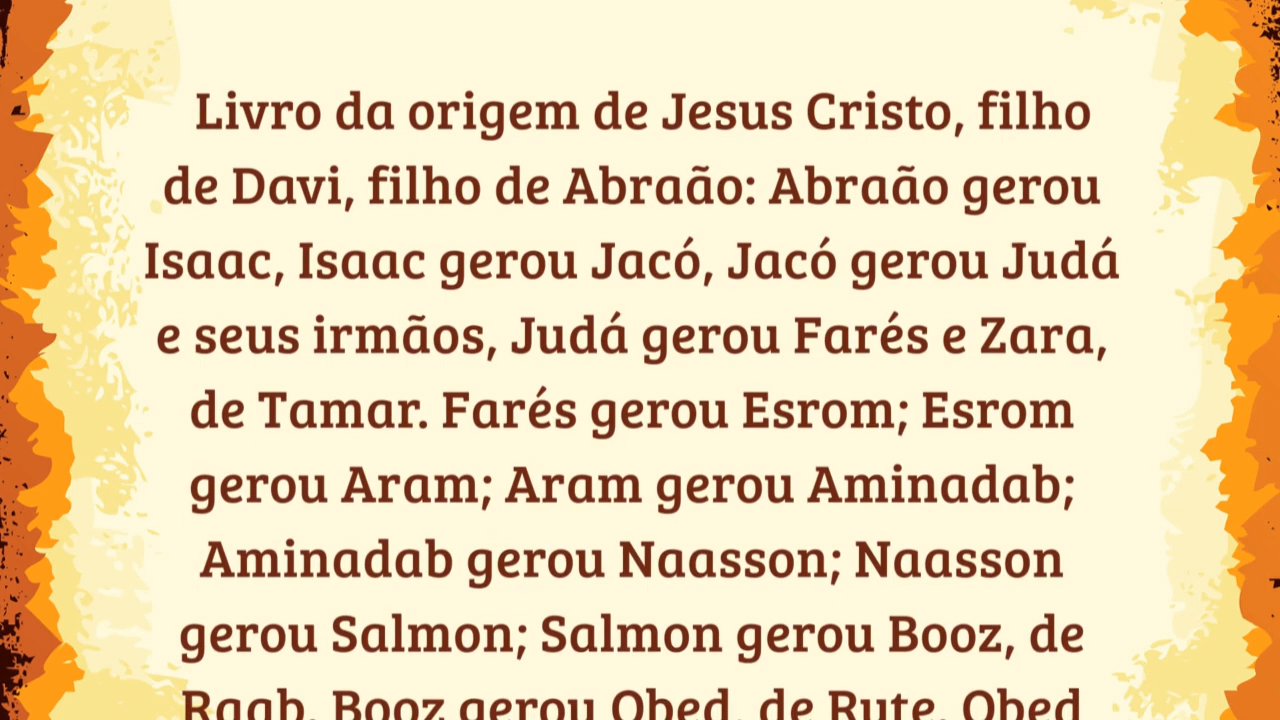 Livro da origem de Jesus Cristo, filho
de Davi, filho de Abraão: Abraão gerou
Isaac, Isaac gerou Jacó, Jacó gerou Judá
e seus irmãos, Judá gerou Farés e Zara,
de Tamar. Farés gerou Esrom; Esrom
gerou Aram; Aram gerou Aminadab;
Aminadab gerou Naasson; Naasson
gerou Salmon; Salmon gerou Booz, de
Raab. Booz gerou Obed, de Rute. Obed